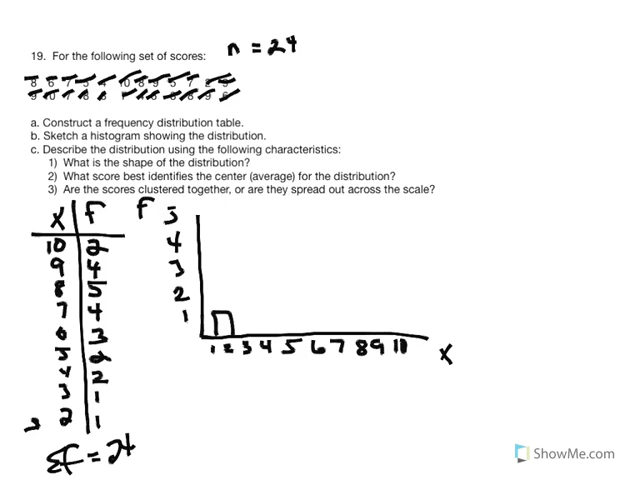 n = 24
19. For the following set of scores:
a. Construct a frequency distribution table.
b. Sketch a histogram showing the distribution.
c. Describe the distribution using the following characteristics:
1) What is the shape of the distribution?
2) What score best identifies the center (average) for the distribution?
3) Are the scores clustered together, or are they spread out across the scale?
X F
10 2
9 4
8 5
7 4
6 3
5 2
4 2
3 1
2 1
Σf = 24
F 5
4
3
2
1
1 2 3 4 5 6 7 8 9 10 X
ShowMe.com